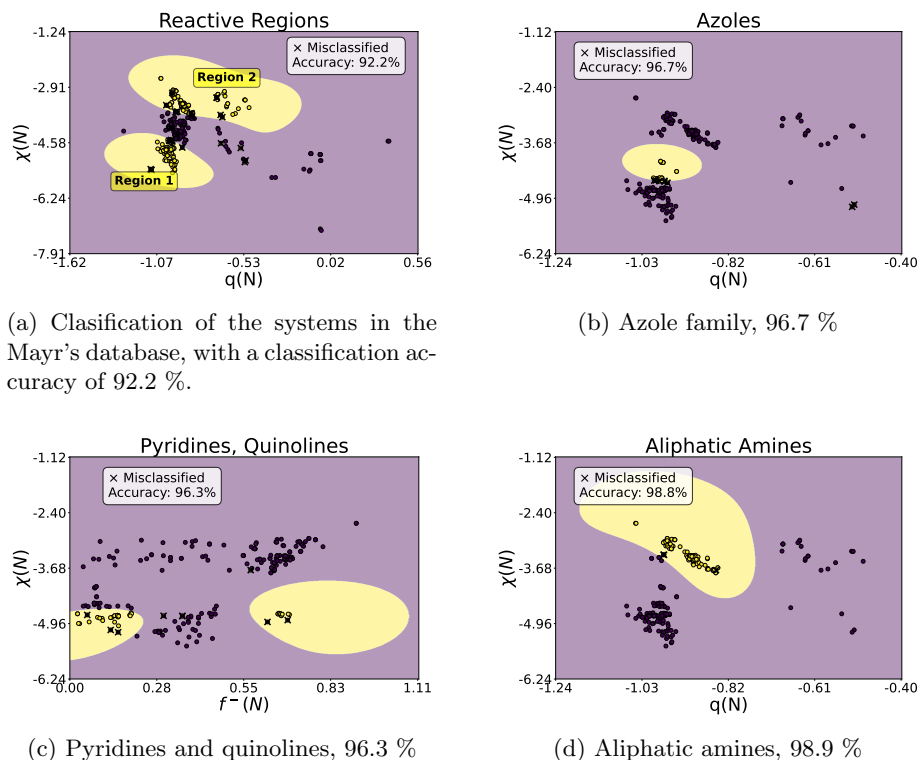 Reactive Regions
-1.24
-2.91
-4.58
-6.24
-7.91
χ(N)
× Misclassified
Accuracy: 92.2%
Region 2
Region 1
-1.62
-1.07
-0.53
0.02
0.56
q(N)
(a) Clasification of the systems in the
Mayr's database, with a classification ac-
curacy of 92.2 %.
Azoles
-1.12
-2.40
-3.68
-4.96
-6.24
χ(N)
× Misclassified
Accuracy: 96.7%
-1.24
-1.03
-0.82
-0.61
-0.40
q(N)
(b) Azole family, 96.7 %
Pyridines, Quinolines
-1.12
-2.40
-3.68
-4.96
-6.24
χ(N)
× Misclassified
Accuracy: 96.3%
0.00
0.28
0.55
0.83
1.11
f⁻(N)
(c) Pyridines and quinolines, 96.3 %
Aliphatic Amines
-1.12
-2.40
-3.68
-4.96
-6.24
χ(N)
× Misclassified
Accuracy: 98.8%
-1.24
-1.03
-0.82
-0.61
-0.40
q(N)
(d) Aliphatic amines, 98.9 %